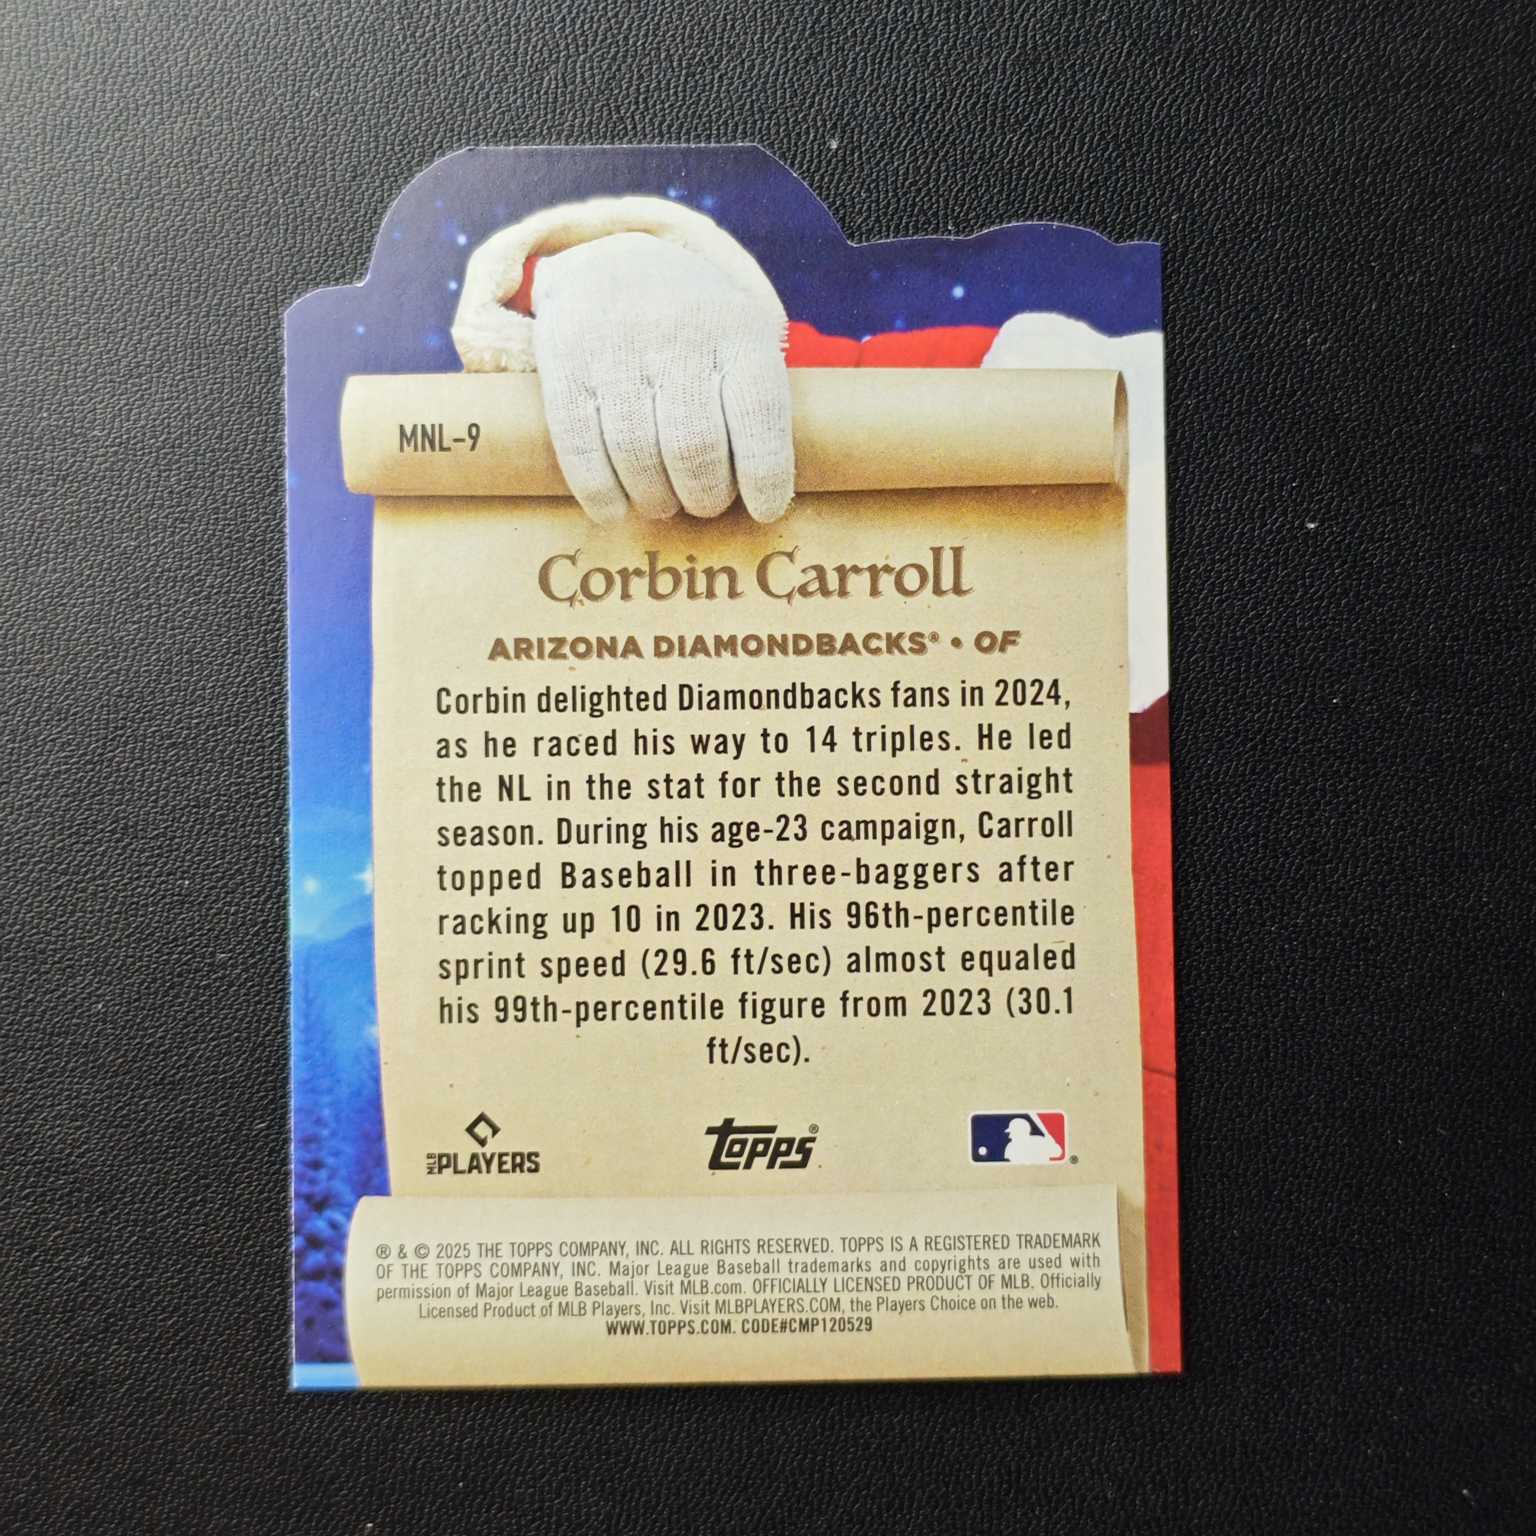 MNL-9
Corbin Carroll
ARIZONA DIAMONDBACKS® • OF
Corbin delighted Diamondbacks fans in 2024,
as he raced his way to 14 triples. He led
the NL in the stat for the second straight
season. During his age-23 campaign, Carroll
topped Baseball in three-baggers after
racking up 10 in 2023. His 96th-percentile
sprint speed (29.6 ft/sec) almost equaled
his 99th-percentile figure from 2023 (30.1
ft/sec).
MLB PLAYERS
Topps®
®
® & © 2025 THE TOPPS COMPANY, INC. ALL RIGHTS RESERVED. TOPPS IS A REGISTERED TRADEMARK
OF THE TOPPS COMPANY, INC. Major League Baseball trademarks and copyrights are used with
permission of Major League Baseball. Visit MLB.com. OFFICIALLY LICENSED PRODUCT OF MLB. Officially
Licensed Product of MLB Players, Inc. Visit MLBPLAYERS.COM, the Players Choice on the web.
WWW.TOPPS.COM. CODE#CMP120529